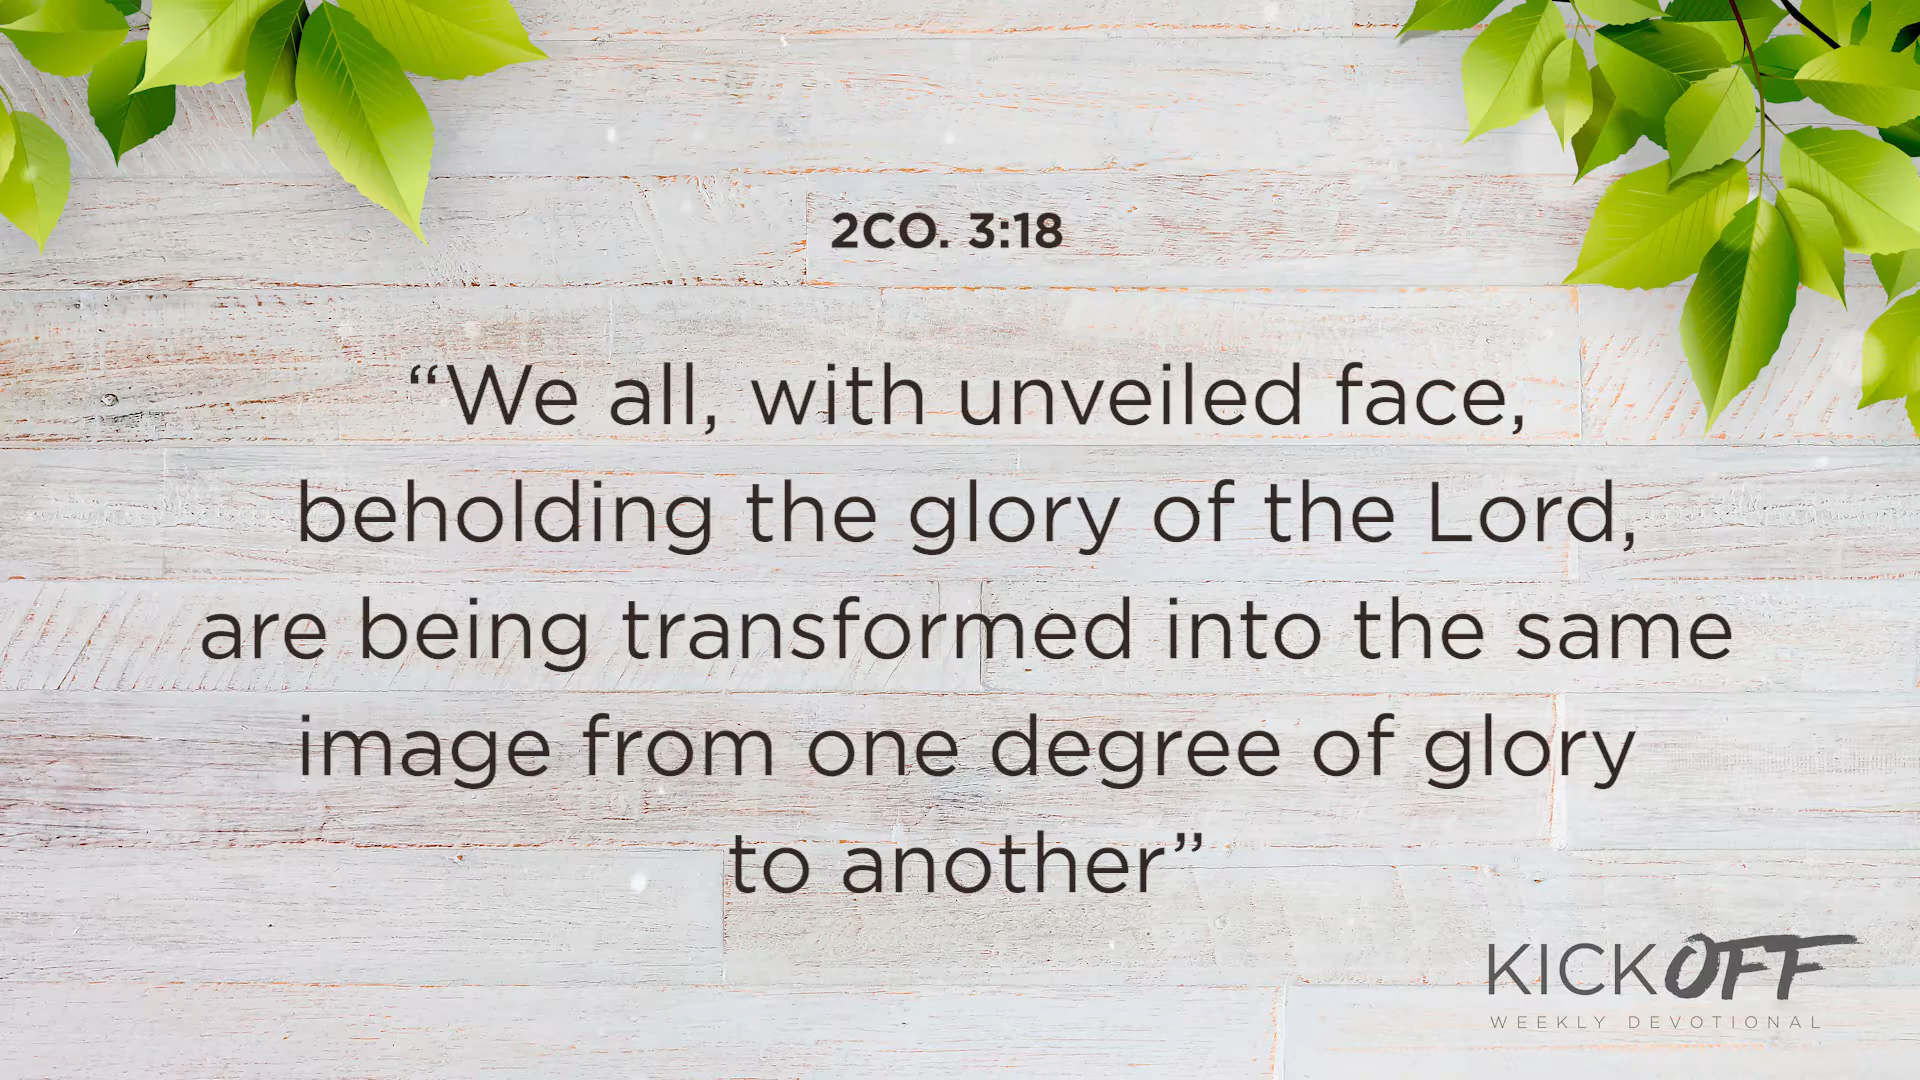 2CO. 3:18
“We all, with unveiled face,
beholding the glory of the Lord,
are being transformed into the same
image from one degree of glory
to another”
KICKOFF
WEEKLY DEVOTIONAL